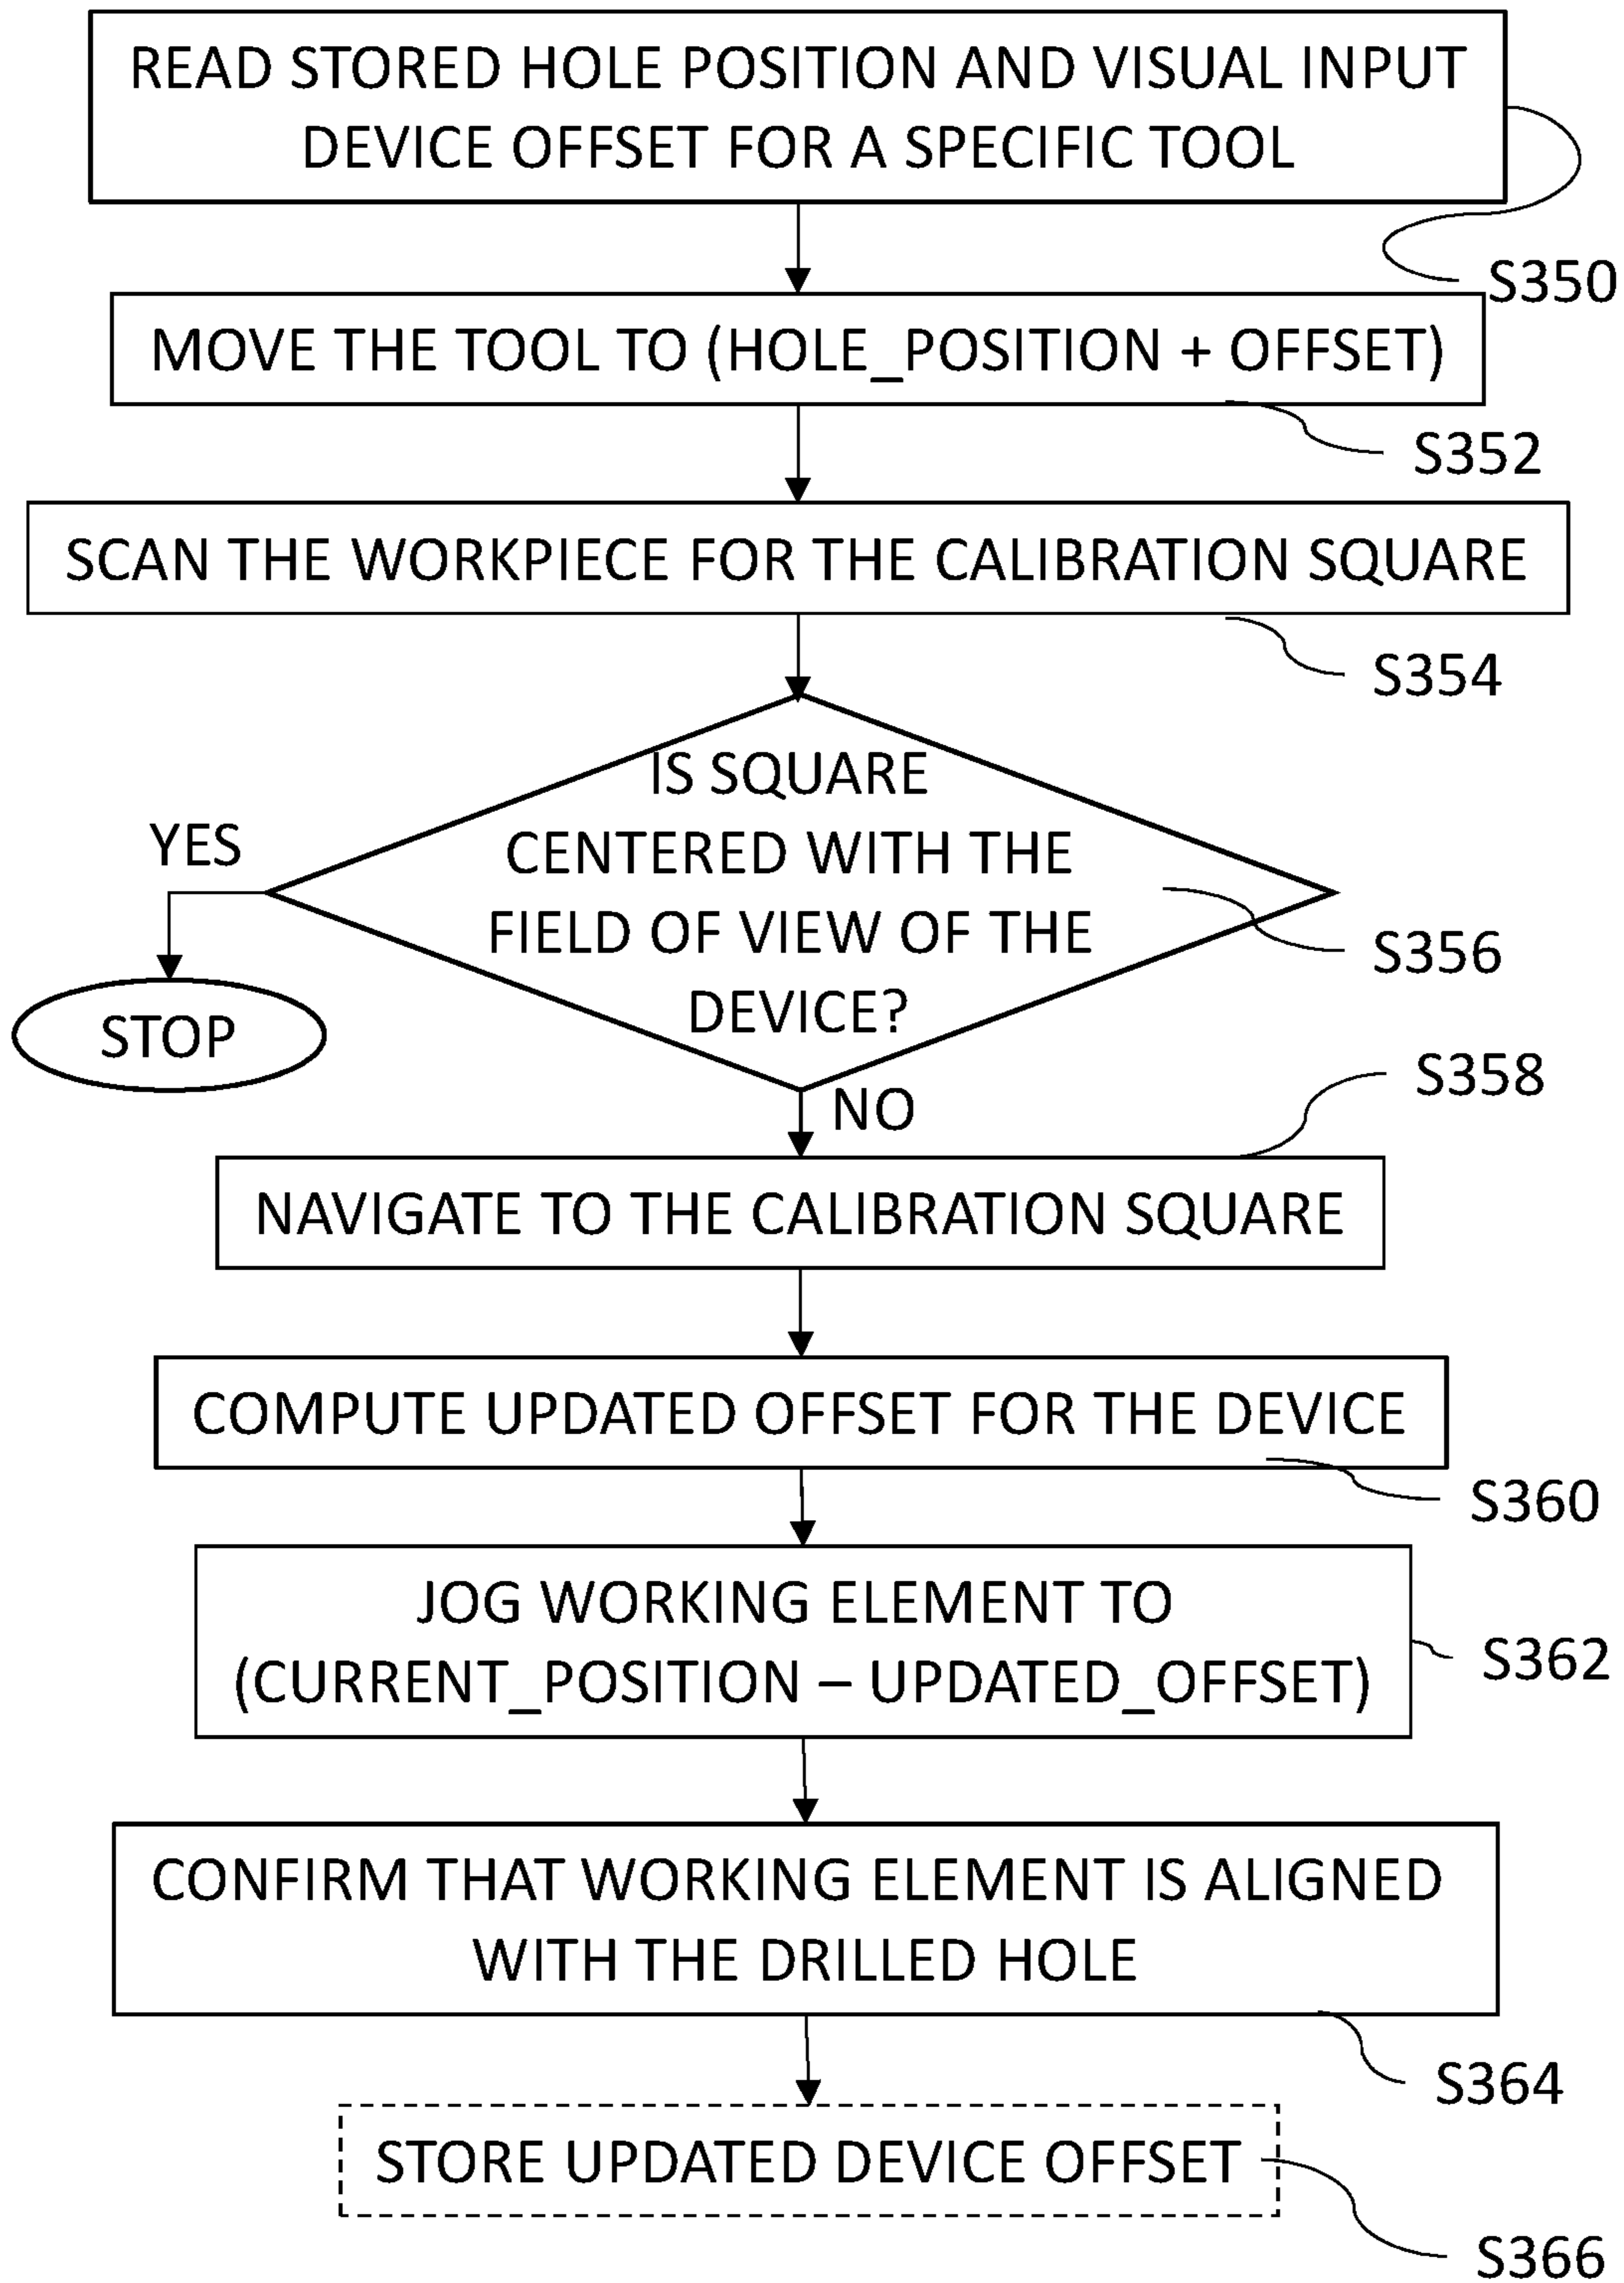 READ STORED HOLE POSITION AND VISUAL INPUT
DEVICE OFFSET FOR A SPECIFIC TOOL
S350
MOVE THE TOOL TO (HOLE_POSITION + OFFSET)
S352
SCAN THE WORKPIECE FOR THE CALIBRATION SQUARE
S354
IS SQUARE
CENTERED WITH THE
FIELD OF VIEW OF THE
DEVICE?
YES
S356
STOP
S358
NO
NAVIGATE TO THE CALIBRATION SQUARE
COMPUTE UPDATED OFFSET FOR THE DEVICE
S360
JOG WORKING ELEMENT TO
(CURRENT_POSITION – UPDATED_OFFSET)
S362
CONFIRM THAT WORKING ELEMENT IS ALIGNED
WITH THE DRILLED HOLE
S364
STORE UPDATED DEVICE OFFSET
S366